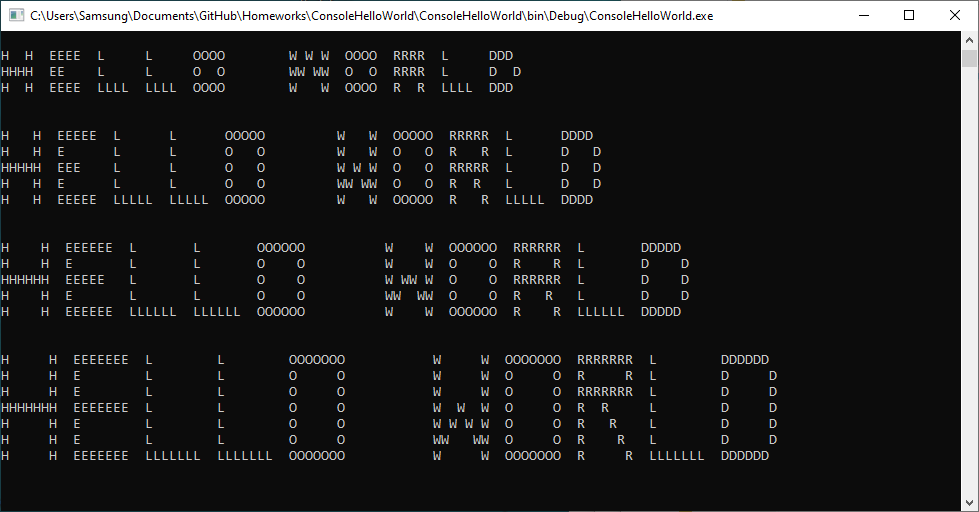 C:\Users\Samsung\Documents\GitHub\Homeworks\ConsoleHelloWorld\ConsoleHelloWorld\bin\Debug\ConsoleHelloWorld.exe
H  H  EEEE  L     L     OOOO        W W W  OOOO  RRRR  L     DDD
HHHH  EE    L     L     O  O        WW WW  O  O  RRRR  L     D  D
H  H  EEEE  LLLL  LLLL  OOOO        W   W  OOOO  R  R  LLLL  DDD
H   H  EEEEE  L      L      OOOOO         W   W  OOOOO  RRRRR  L      DDDD
H   H  E      L      L      O   O         W   W  O   O  R   R  L      D   D
HHHHH  EEE    L      L      O   O         W W W  O   O  RRRRR  L      D   D
H   H  E      L      L      O   O         WW WW  O   O  R  R   L      D   D
H   H  EEEEE  LLLLL  LLLLL  OOOOO         W   W  OOOOO  R   R  LLLLL  DDDD
H    H  EEEEEE  L       L       OOOOOO          W    W  OOOOOO  RRRRRR  L       DDDDD
H    H  E       L       L       O    O          W    W  O    O  R    R  L       D    D
HHHHHH  EEEEEE  L       L       O    O          W WW W  O    O  RRRRRR  L       D    D
H    H  E       L       L       O    O          WW  WW  O    O  R   R   L       D    D
H    H  EEEEEE  LLLLLL  LLLLLL  OOOOOO          W    W  OOOOOO  R    R  LLLLLL  DDDDD
H     H  EEEEEEE  L        L        OOOOOOO           W     W  OOOOOOO  RRRRRRR  L        DDDDDD
H     H  E        L        L        O     O           W     W  O     O  R     R  L        D     D
H     H  E        L        L        O     O           W     W  O     O  RRRRRRR  L        D     D
HHHHHHH  EEEEEEE  L        L        O     O           W  W  W  O     O  R  R     L        D     D
H     H  E        L        L        O     O           W W W W  O     O  R   R    L        D     D
H     H  E        L        L        O     O           WW   WW  O     O  R    R   L        D     D
H     H  EEEEEEE  LLLLLLL  LLLLLLL  OOOOOOO           W     W  OOOOOOO  R     R  LLLLLLL  DDDDDD